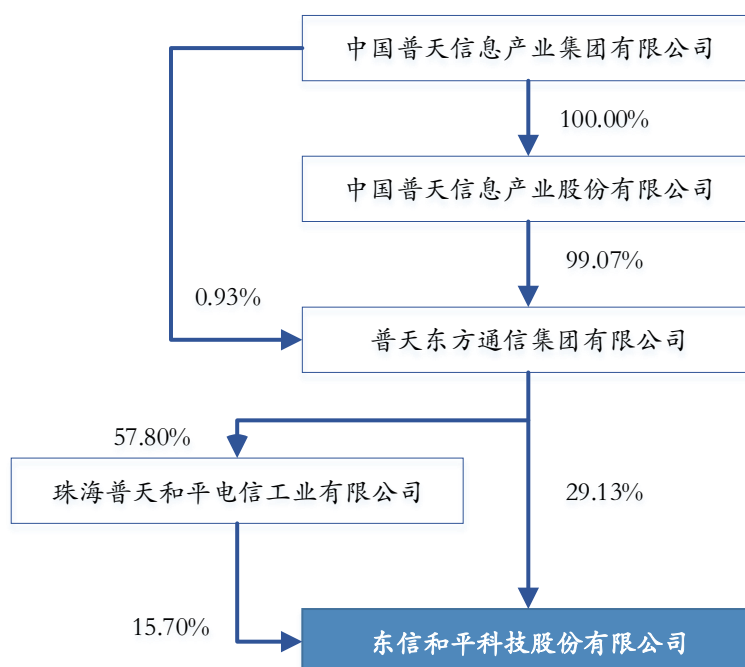 中国普天信息产业集团有限公司
100.00%
中国普天信息产业股份有限公司
99.07%
0.93%
普天东方通信集团有限公司
57.80%
珠海普天和平电信工业有限公司
29.13%
15.70%
东信和平科技股份有限公司